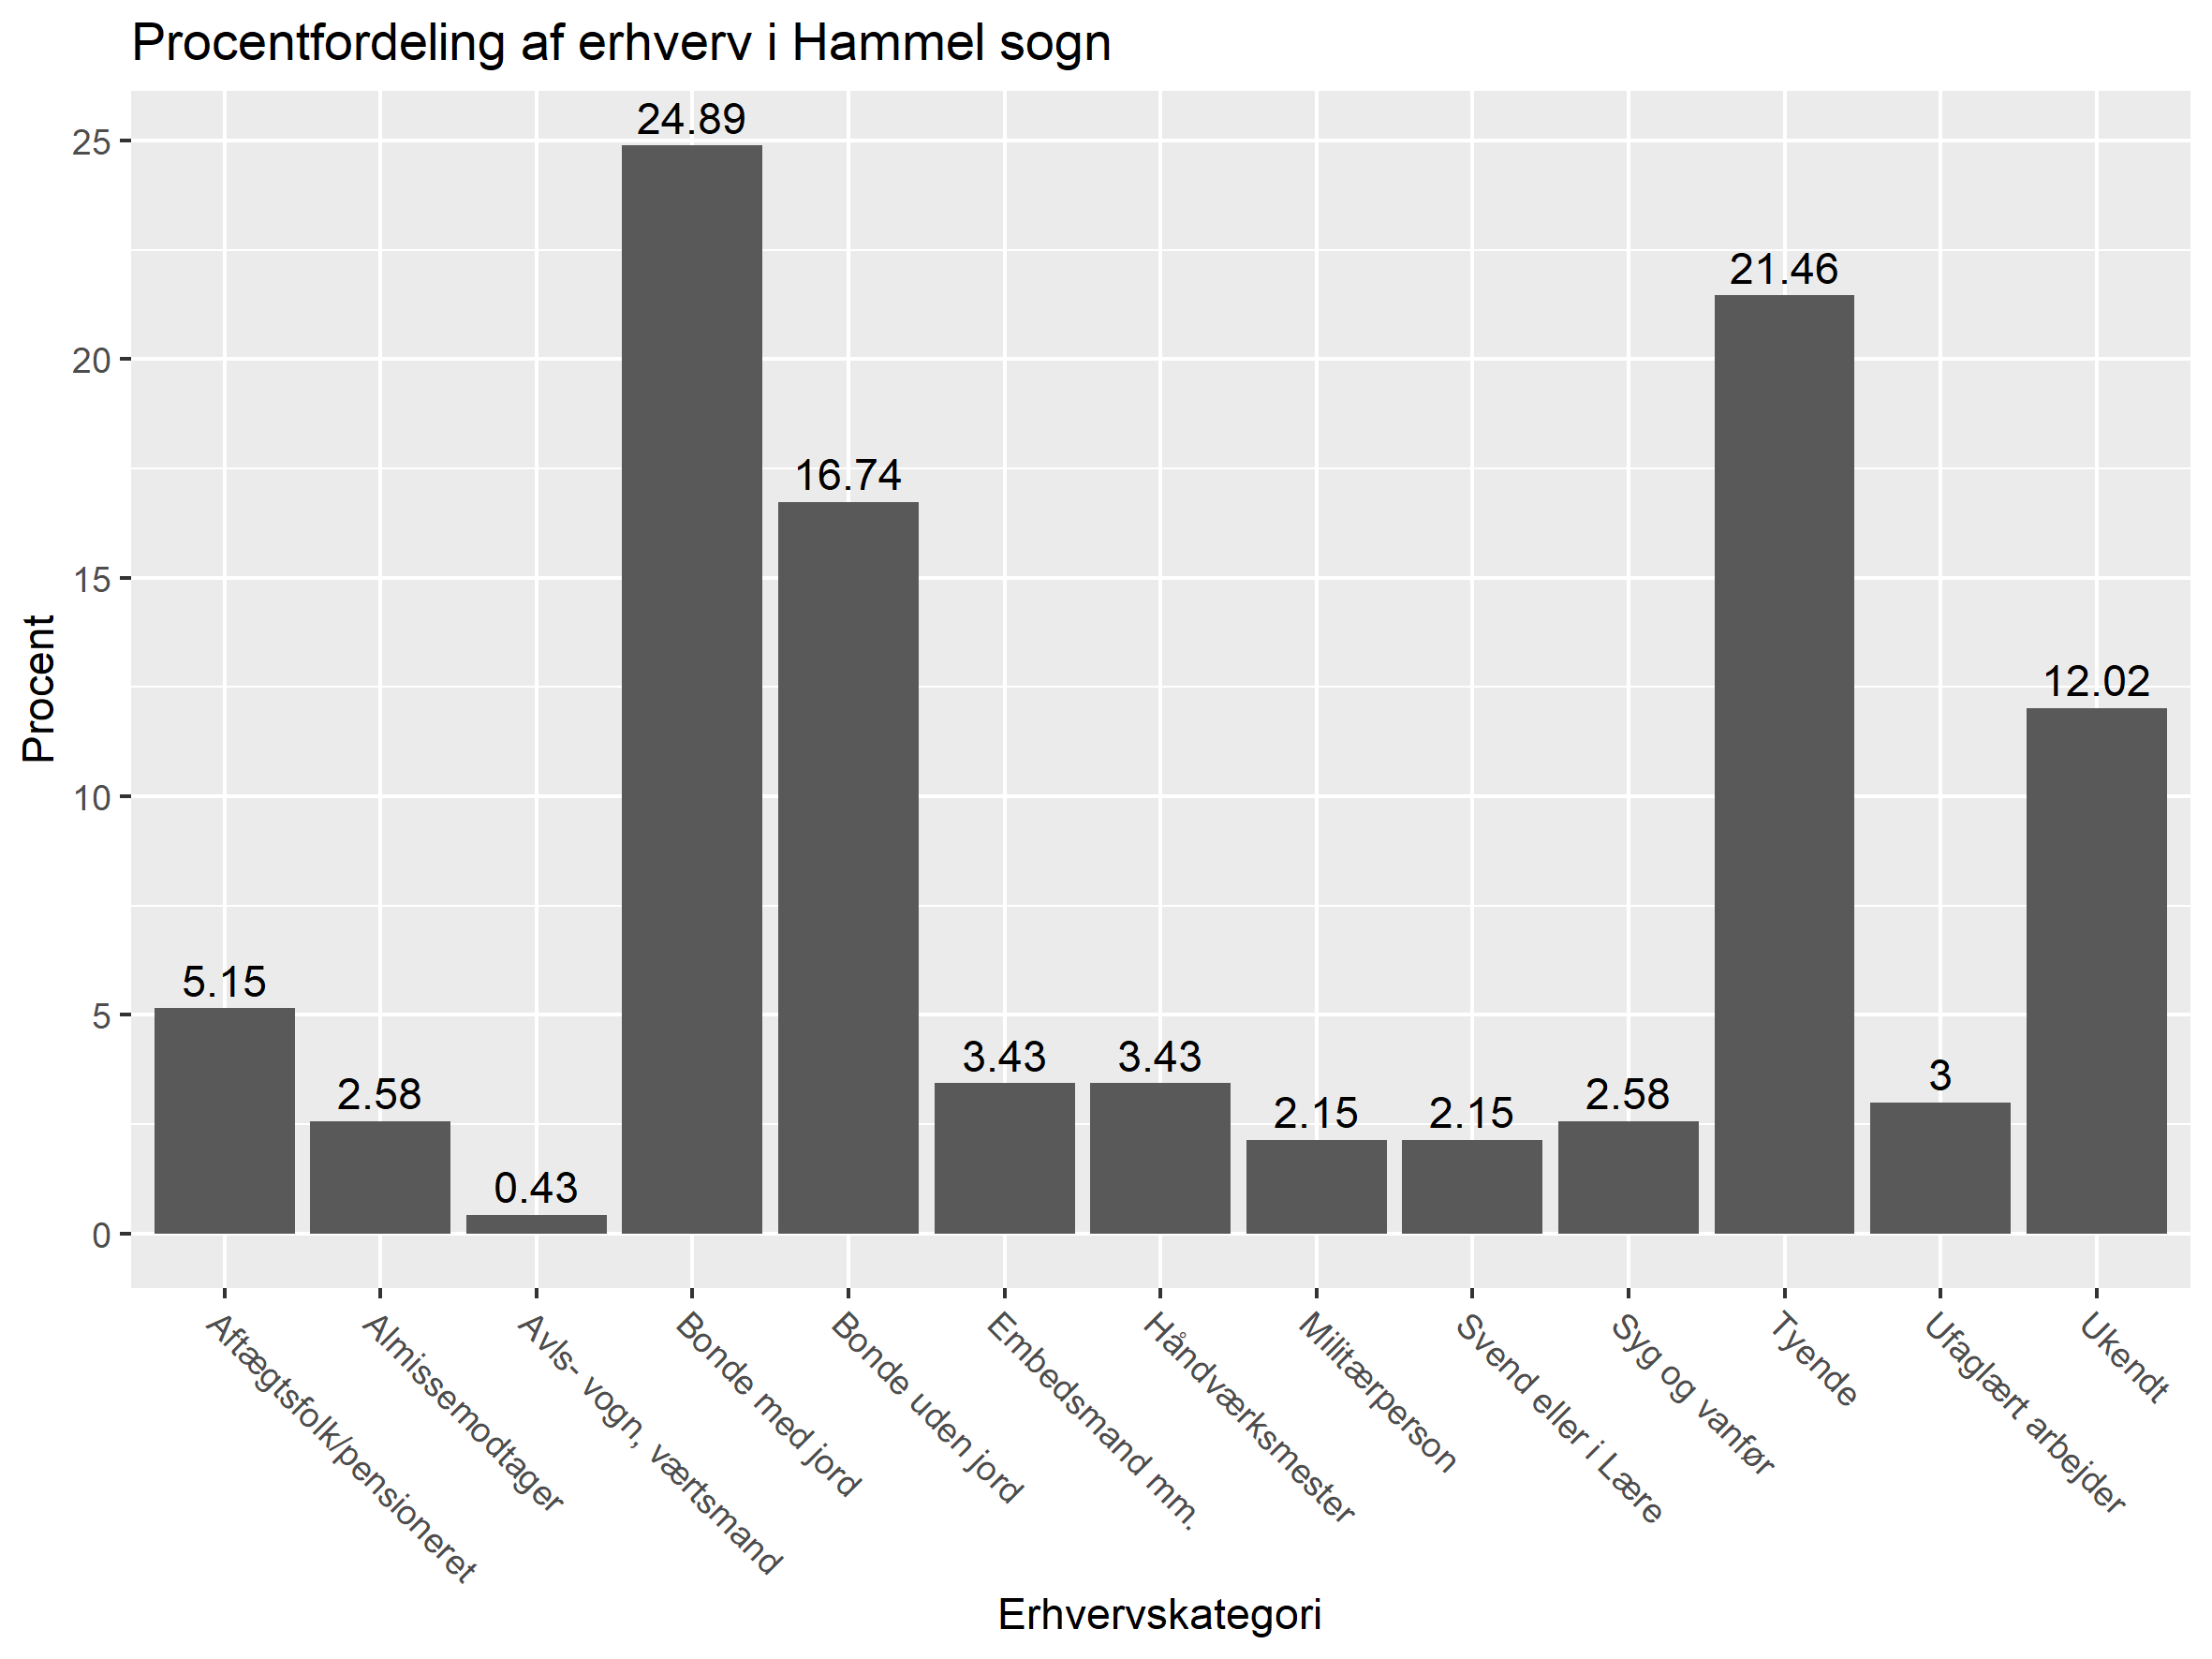 Procentfordeling af erhverv i Hammel sogn
Procent
25
20
15
10
5
0
5.15
2.58
0.43
24.89
16.74
3.43
3.43
2.15
2.15
2.58
21.46
3
12.02
Aftægtsfolk/pensioneret
Almissemodtager
Avls- vogn, værtsmand
Bonde med jord
Bonde uden jord
Embedsmand mm.
Håndværksmester
Militærperson
Svend eller i Lære
Syg og vanfør
Tyende
Ufaglært arbejder
Ukendt
Erhvervskategori